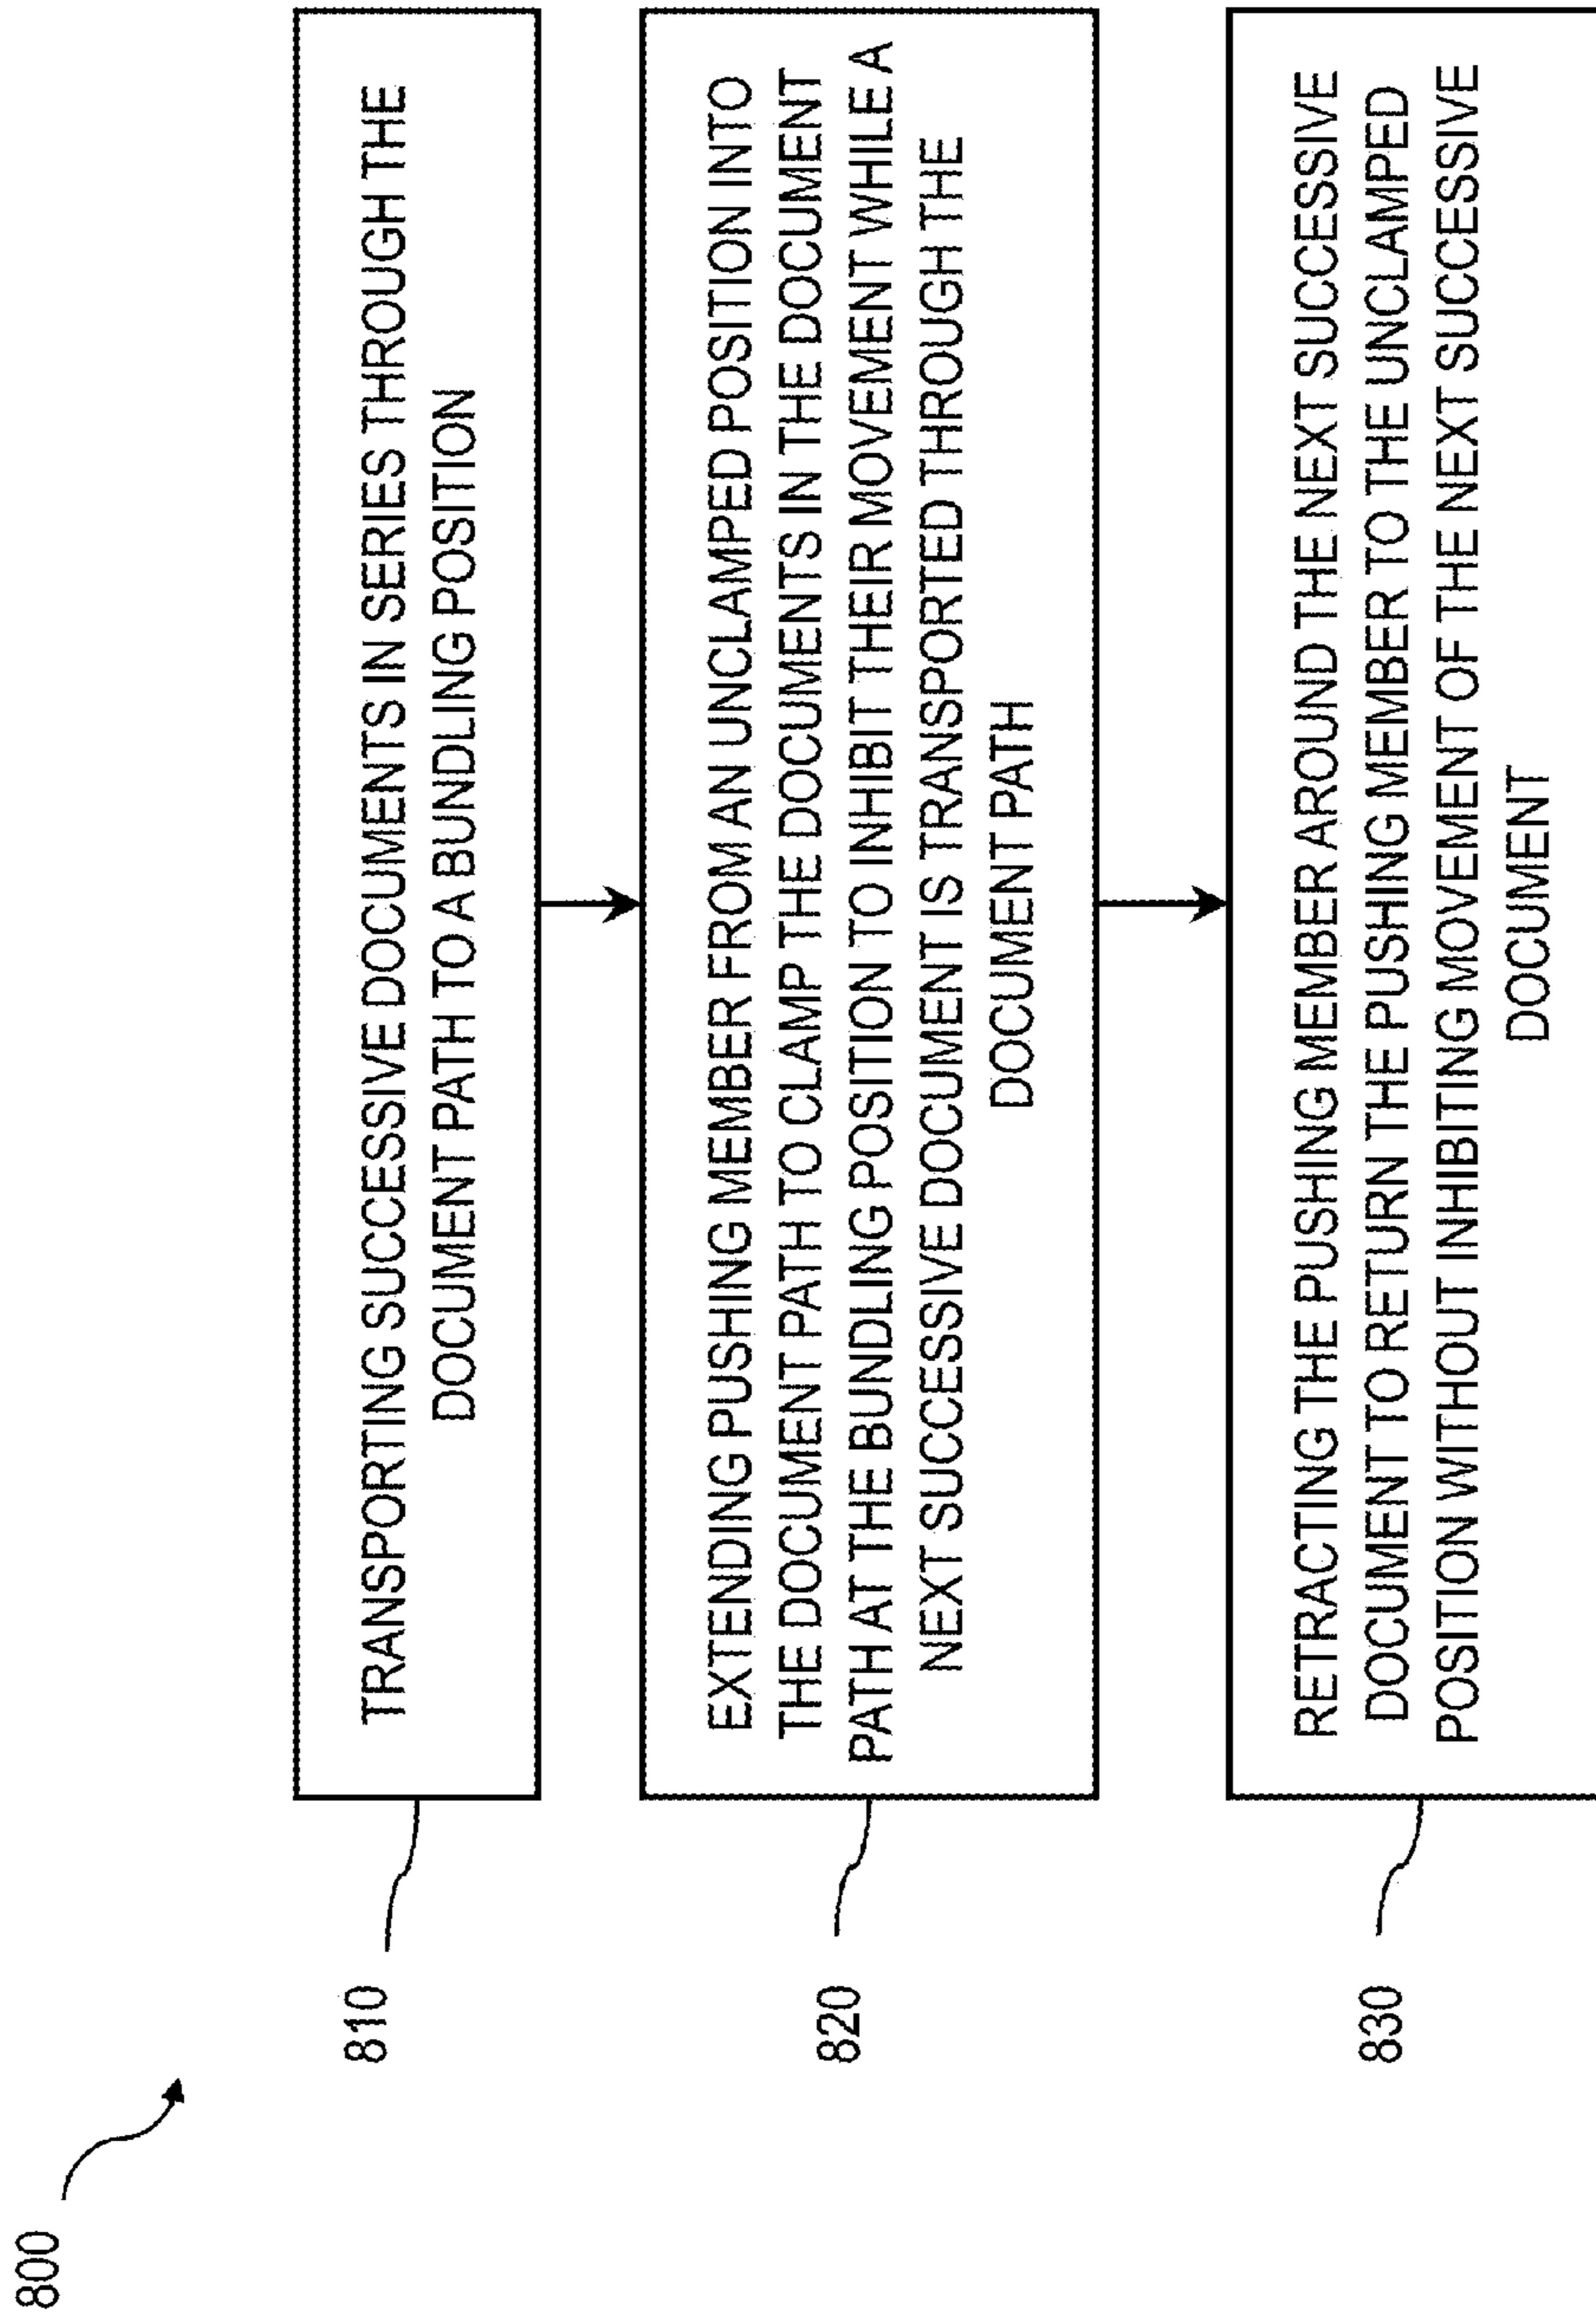 800
810
TRANSPORTING SUCCESSIVE DOCUMENTS IN SERIES THROUGH THE
DOCUMENT PATH TO A BUNDLING POSITION
820
EXTENDING PUSHING MEMBER FROM AN UNCLAMPED POSITION INTO
THE DOCUMENT PATH TO CLAMP THE DOCUMENTS IN THE DOCUMENT
PATH AT THE BUNDLING POSITION TO INHIBIT THEIR MOVEMENT WHILE A
NEXT SUCCESSIVE DOCUMENT IS TRANSPORTED THROUGH THE
DOCUMENT PATH
830
RETRACTING THE PUSHING MEMBER AROUND THE NEXT SUCCESSIVE
DOCUMENT TO RETURN THE PUSHING MEMBER TO THE UNCLAMPED
POSITION WITHOUT INHIBITING MOVEMENT OF THE NEXT SUCCESSIVE
DOCUMENT